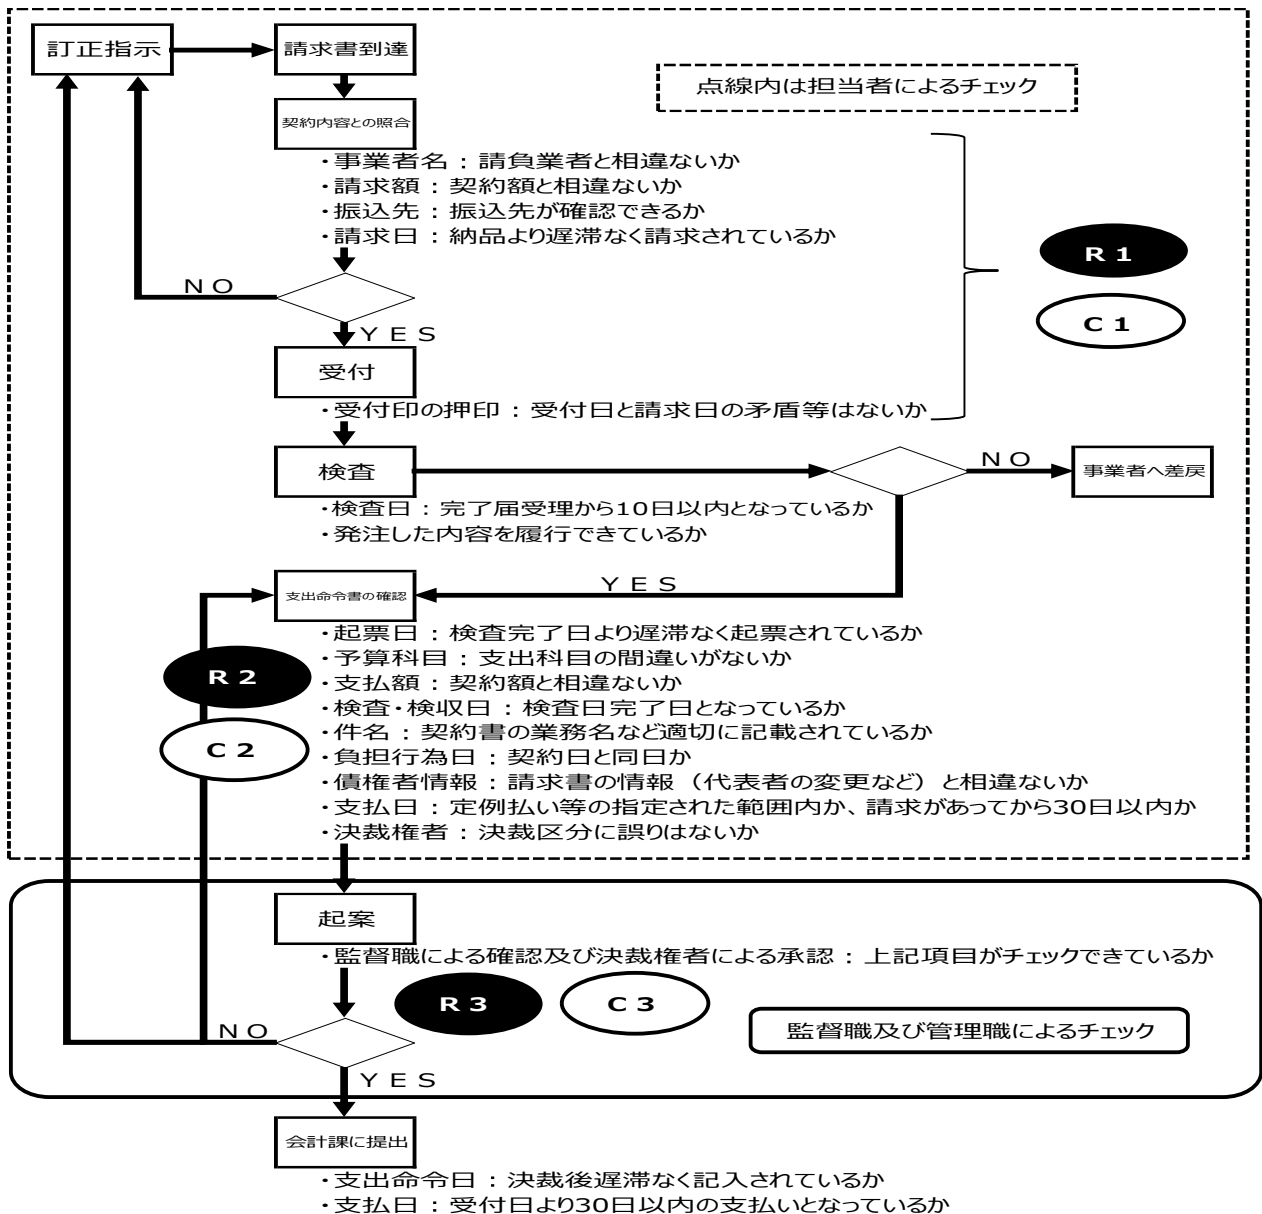 訂正指示
請求書到達
点線内は担当者によるチェック
契約内容との照合
・事業者名：請負業者と相違ないか
・請求額：契約額と相違ないか
・振込先：振込先が確認できるか
・請求日：納品より遅滞なく請求されているか
R１
C１
ＮＯ
ＹＥＳ
受付
・受付印の押印：受付日と請求日の矛盾等はないか
検査
ＮＯ
事業者へ差戻
・検査日：完了届受理から10日以内となっているか
・発注した内容を履行できているか
ＹＥＳ
支出命令書の確認
・起票日：検査完了日より遅滞なく起票されているか
・予算科目：支出科目の間違いがないか
R２
・支払額：契約額と相違ないか
・検査・検収日：検査日完了日となっているか
・件名：契約書の業務名など適切に記載されているか
C２
・負担行為日：契約日と同日か
・債権者情報：請求書の情報（代表者の変更など）と相違ないか
・支払日：定例払い等の指定された範囲内か、請求があってから30日以内か
・決裁権者：決裁区分に誤りはないか
起案
・監督職による確認及び決裁権者による承認：上記項目がチェックできているか
R３
C３
ＮＯ
監督職及び管理職によるチェック
ＹＥＳ
会計課に提出
・支出命令日：決裁後遅滞なく記入されているか
・支払日：受付日より30日以内の支払いとなっているか